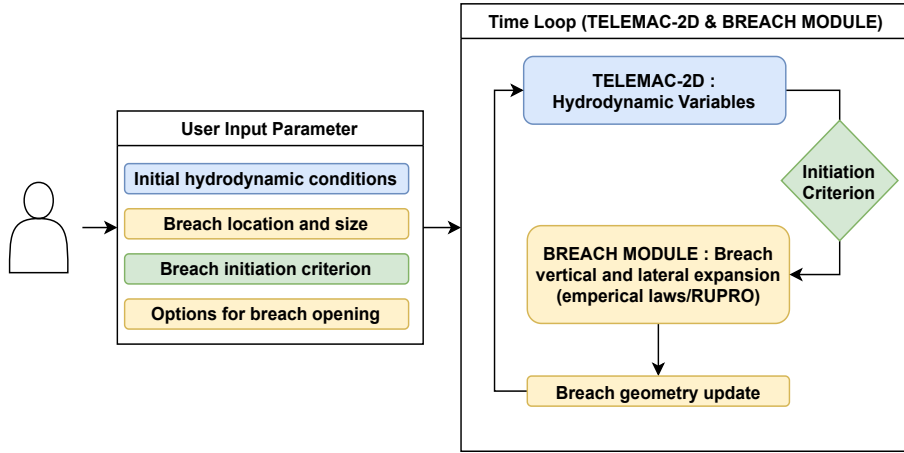 User Input Parameter
Initial hydrodynamic conditions
Breach location and size
Breach initiation criterion
Options for breach opening
Time Loop (TELEMAC-2D & BREACH MODULE)
TELEMAC-2D :
Hydrodynamic Variables
Initiation
Criterion
BREACH MODULE : Breach
vertical and lateral expansion
(emperical laws/RUPRO)
Breach geometry update